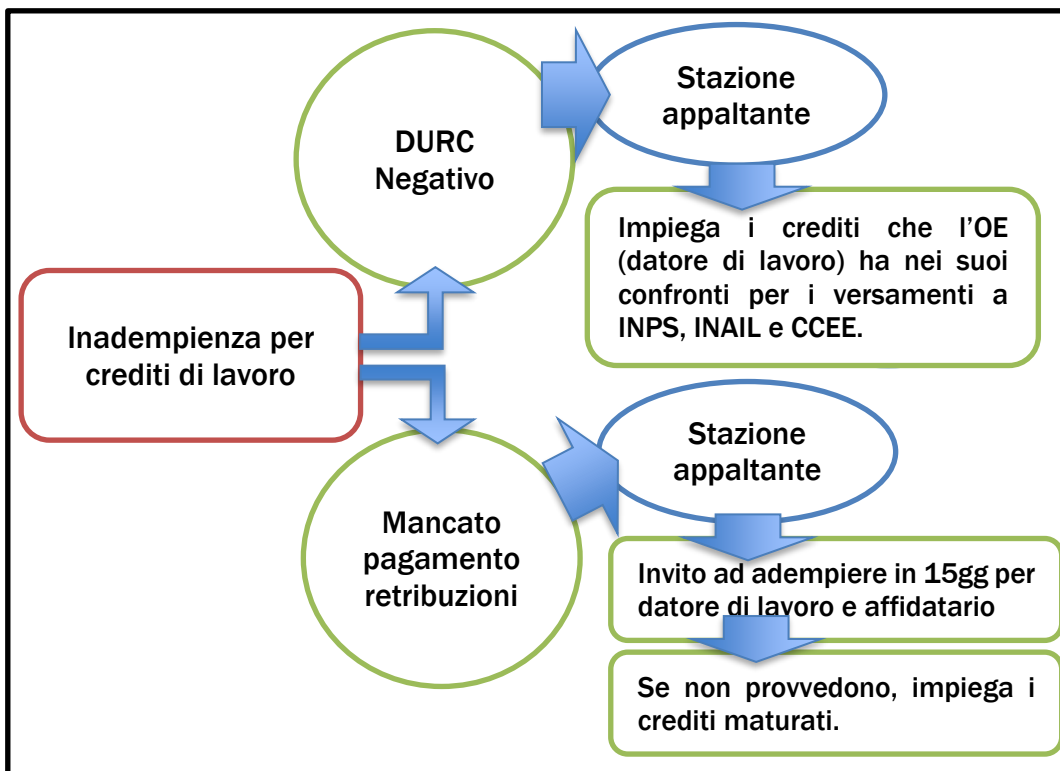 Inadempienza per
crediti di lavoro
DURC
Negativo
Stazione
appaltante
Impiega i crediti che l'OE
(datore di lavoro) ha nei suoi
confronti per i versamenti a
INPS, INAIL e CCEE.
Mancato
pagamento
retribuzioni
Stazione
appaltante
Invito ad adempiere in 15gg per
datore di lavoro e affidatario
Se non provvedono, impiega i
crediti maturati.